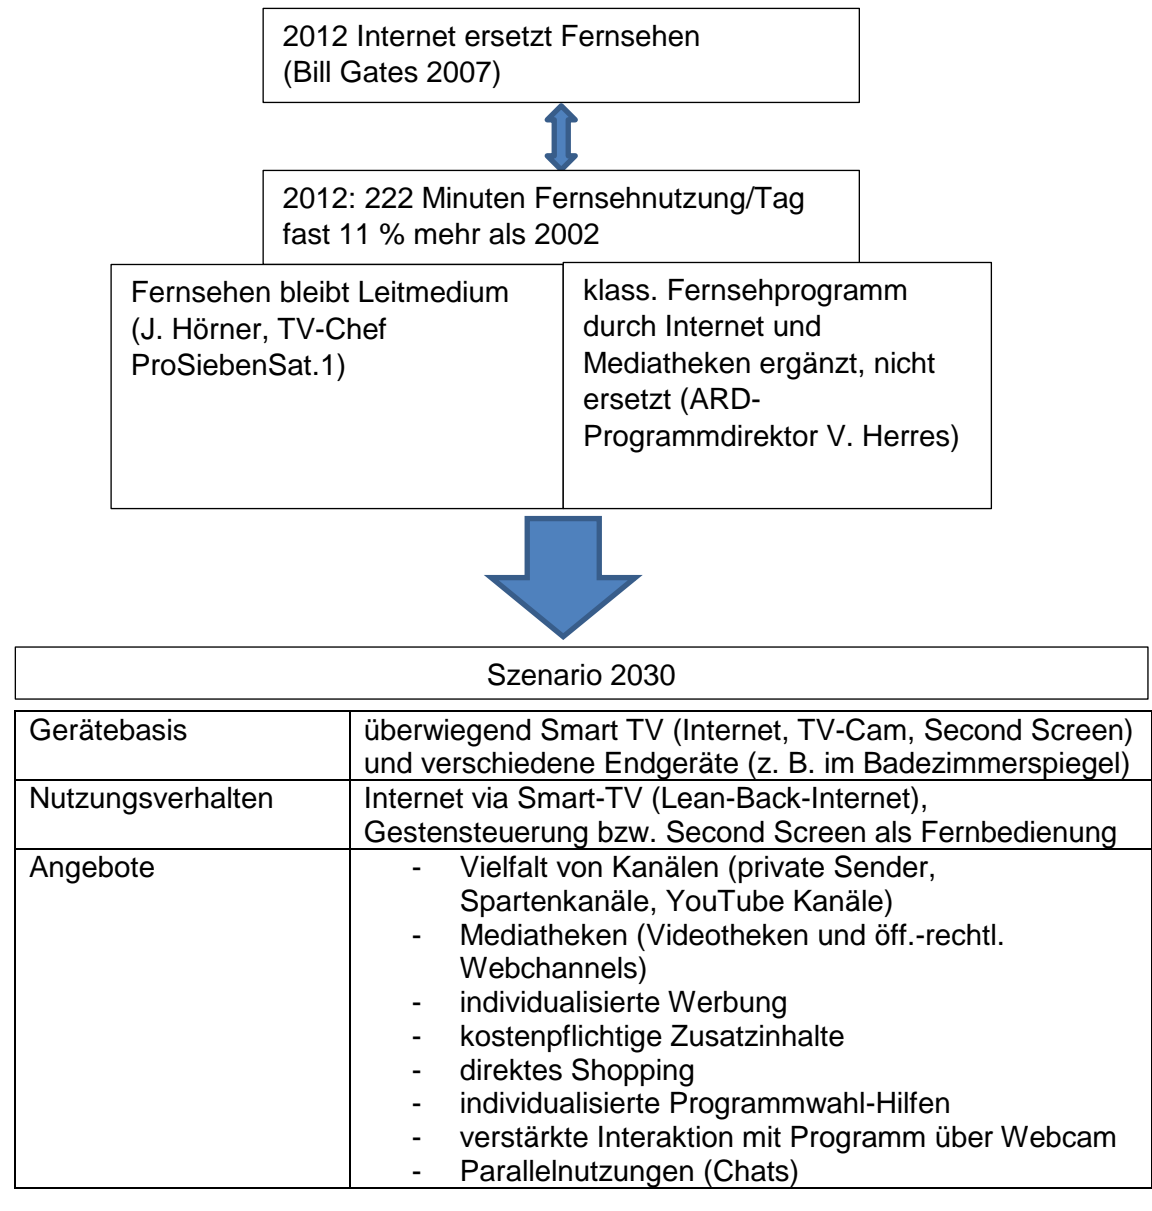 2012 Internet ersetzt Fernsehen
(Bill Gates 2007)
2012: 222 Minuten Fernsehnutzung/Tag
fast 11 % mehr als 2002
Fernsehen bleibt Leitmedium
(J. Hörner, TV-Chef
ProSiebenSat.1)
klass. Fernsehprogramm
durch Internet und
Mediatheken ergänzt, nicht
ersetzt (ARD-
Programmdirektor V. Herres)
Szenario 2030
Gerätebasis
überwiegend Smart TV (Internet, TV-Cam, Second Screen)
und verschiedene Endgeräte (z. B. im Badezimmerspiegel)
Nutzungsverhalten
Internet via Smart-TV (Lean-Back-Internet),
Gestensteuerung bzw. Second Screen als Fernbedienung
Angebote
- Vielfalt von Kanälen (private Sender,
Spartenkanäle, YouTube Kanäle)
- Mediatheken (Videotheken und öff.-rechtl.
Webchannels)
- individualisierte Werbung
- kostenpflichtige Zusatzinhalte
- direktes Shopping
- individualisierte Programmwahl-Hilfen
- verstärkte Interaktion mit Programm über Webcam
- Parallelnutzungen (Chats)